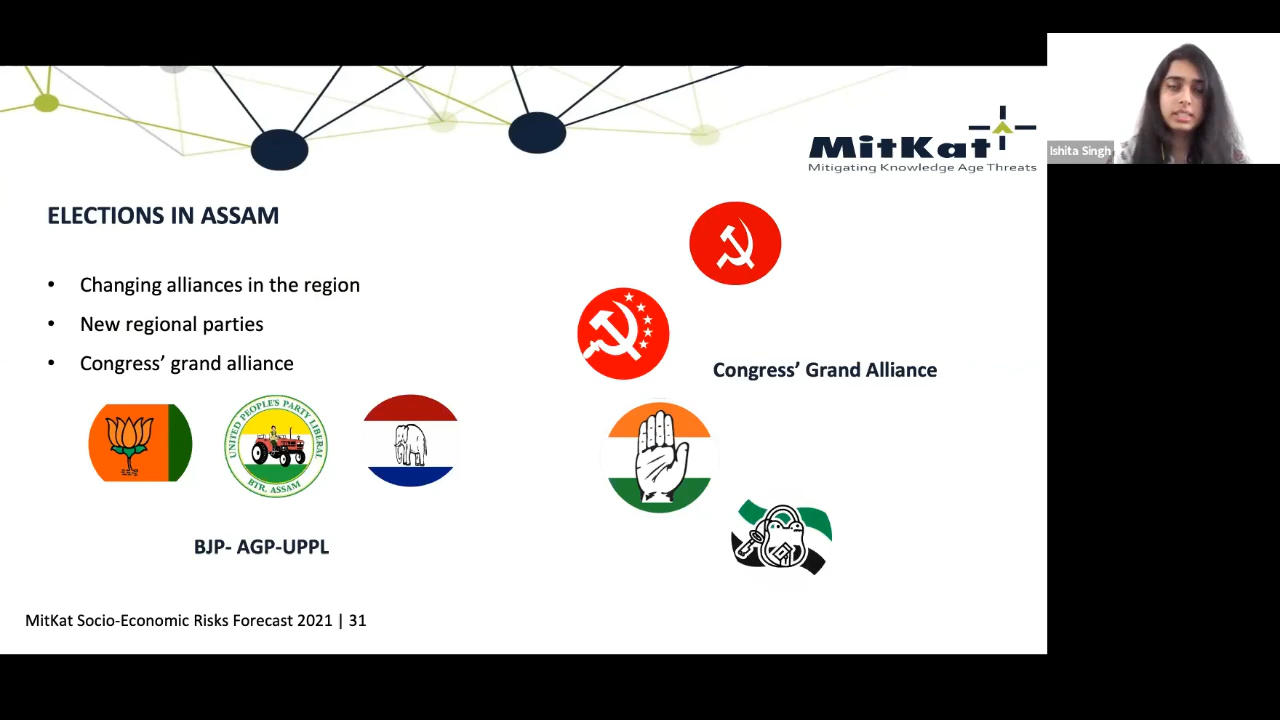 MitKat
Mitigating Knowledge Age Threats
Ishita Singh
ELECTIONS IN ASSAM
• Changing alliances in the region
• New regional parties
• Congress’ grand alliance
Congress’ Grand Alliance
UNITED PEOPLE'S PARTY LIBERAL
BTR. ASSAM
BJP- AGP-UPPL
MitKat Socio-Economic Risks Forecast 2021 | 31